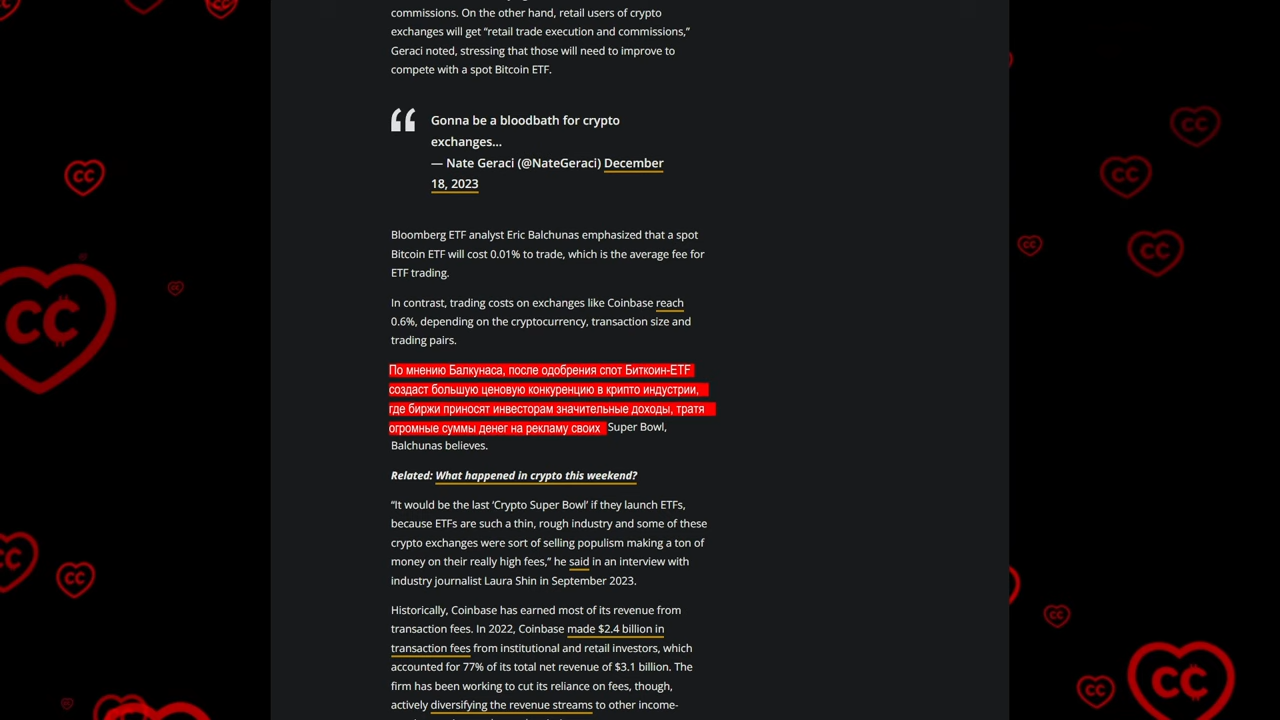 commissions. On the other hand, retail users of crypto
exchanges will get “retail trade execution and commissions,”
Geraci noted, stressing that those will need to improve to
compete with a spot Bitcoin ETF.
Gonna be a bloodbath for crypto
exchanges...
— Nate Geraci (@NateGeraci) December
18, 2023
Bloomberg ETF analyst Eric Balchunas emphasized that a spot
Bitcoin ETF will cost 0.01% to trade, which is the average fee for
ETF trading.
In contrast, trading costs on exchanges like Coinbase reach
0.6%, depending on the cryptocurrency, transaction size and
trading pairs.
По мнению Балкунаса, после одобрения спот Биткоин-ETF
создаст большую ценовую конкуренцию в крипто индустрии,
где биржи приносят инвесторам значительные доходы, тратя
огромные суммы денег на рекламу своих Super Bowl,
Balchunas believes.
Related: What happened in crypto this weekend?
“It would be the last ‘Crypto Super Bowl’ if they launch ETFs,
because ETFs are such a thin, rough industry and some of these
crypto exchanges were sort of selling populism making a ton of
money on their really high fees,” he said in an interview with
industry journalist Laura Shin in September 2023.
Historically, Coinbase has earned most of its revenue from
transaction fees. In 2022, Coinbase made $2.4 billion in
transaction fees from institutional and retail investors, which
accounted for 77% of its total net revenue of $3.1 billion. The
firm has been working to cut its reliance on fees, though,
actively diversifying the revenue streams to other income-